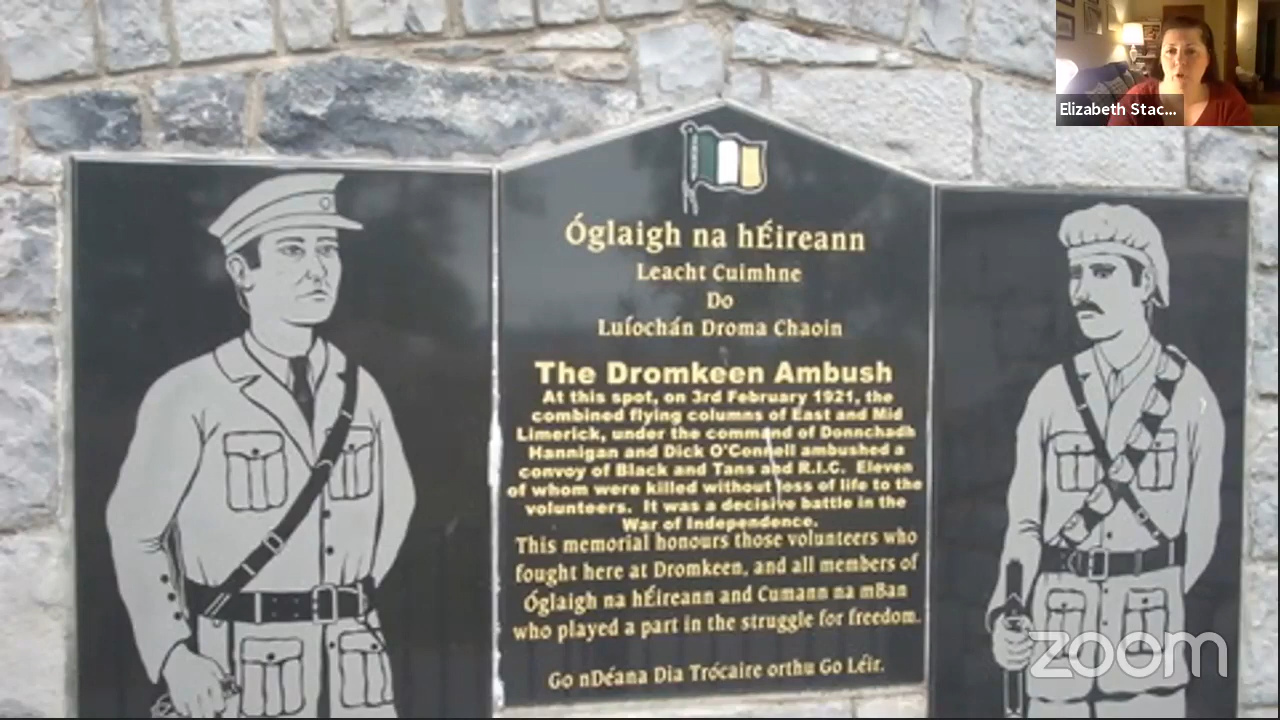 Elizabeth Stac...
Óglaigh na hÉireann
Leacht Cuimhne
Do
Luíochán Droma Chaoin
The Dromkeen Ambush
At this spot, on 3rd February 1921, the
combined flying columns of East and Mid
Limerick, under the command of Donnchadh
Hannigan and Dick O'Connell ambushed a
convoy of Black and Tans and R.I.C. Eleven
of whom were killed without loss of life to the
volunteers. It was a decisive battle in the
War of Independence.
This memorial honours those volunteers who
fought here at Dromkeen, and all members of
Óglaigh na hÉireann and Cumann na mBan
who played a part in the struggle for freedom.
Go nDéana Dia Trócaire orthu Go Léir.
zoom